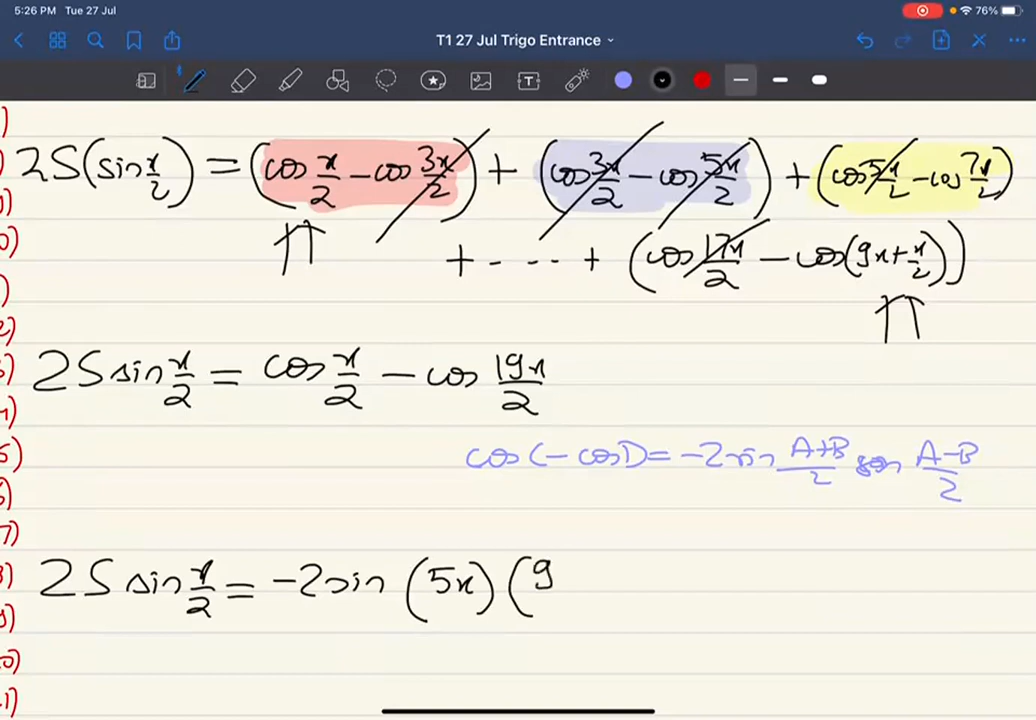 5:26 PM Tue 27 Jul 76%
T1 27 Jul Trigo Entrance
2S(sin x/2) = (cos x/2 - cos 3x/2) + (cos 3x/2 - cos 5x/2) + (cos 5x/2 - cos 7x/2)
+ - - - + (cos 17x/2 - cos(9x + x/2))
2S sin x/2 = cos x/2 - cos 19x/2
cos C - cos D = -2 sin A+B/2 sin A-B/2
2S sin x/2 = -2 sin (5x) (9